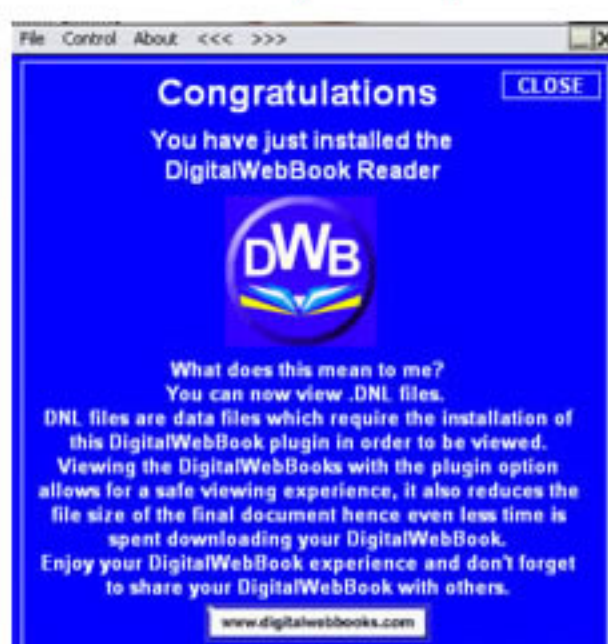 File Control About <<< >>>
X
Congratulations
CLOSE
You have just installed the
DigitalWebBook Reader
DWB
What does this mean to me?
You can now view .DNL files.
DNL files are data files which require the installation of
this DigitalWebBook plugin in order to be viewed.
Viewing the DigitalWebBooks with the plugin option
allows for a safe viewing experience, it also reduces the
file size of the final document hence even less time is
spent downloading your DigitalWebBook.
Enjoy your DigitalWebBook experience and don't forget
to share your DigitalWebBook with others.
www.digitalwebbooks.com